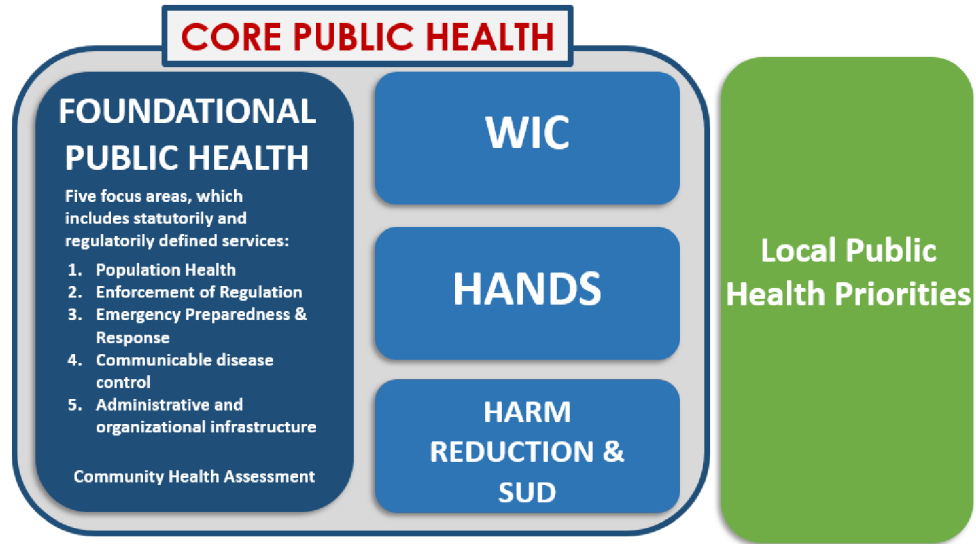 CORE PUBLIC HEALTH
FOUNDATIONAL
PUBLIC HEALTH
Five focus areas, which
includes statutorily and
regulatorily defined services:
1. Population Health
2. Enforcement of Regulation
3. Emergency Preparedness &
Response
4. Communicable disease
control
5. Administrative and
organizational infrastructure
Community Health Assessment
WIC
HANDS
HARM
REDUCTION &
SUD
Local Public
Health Priorities